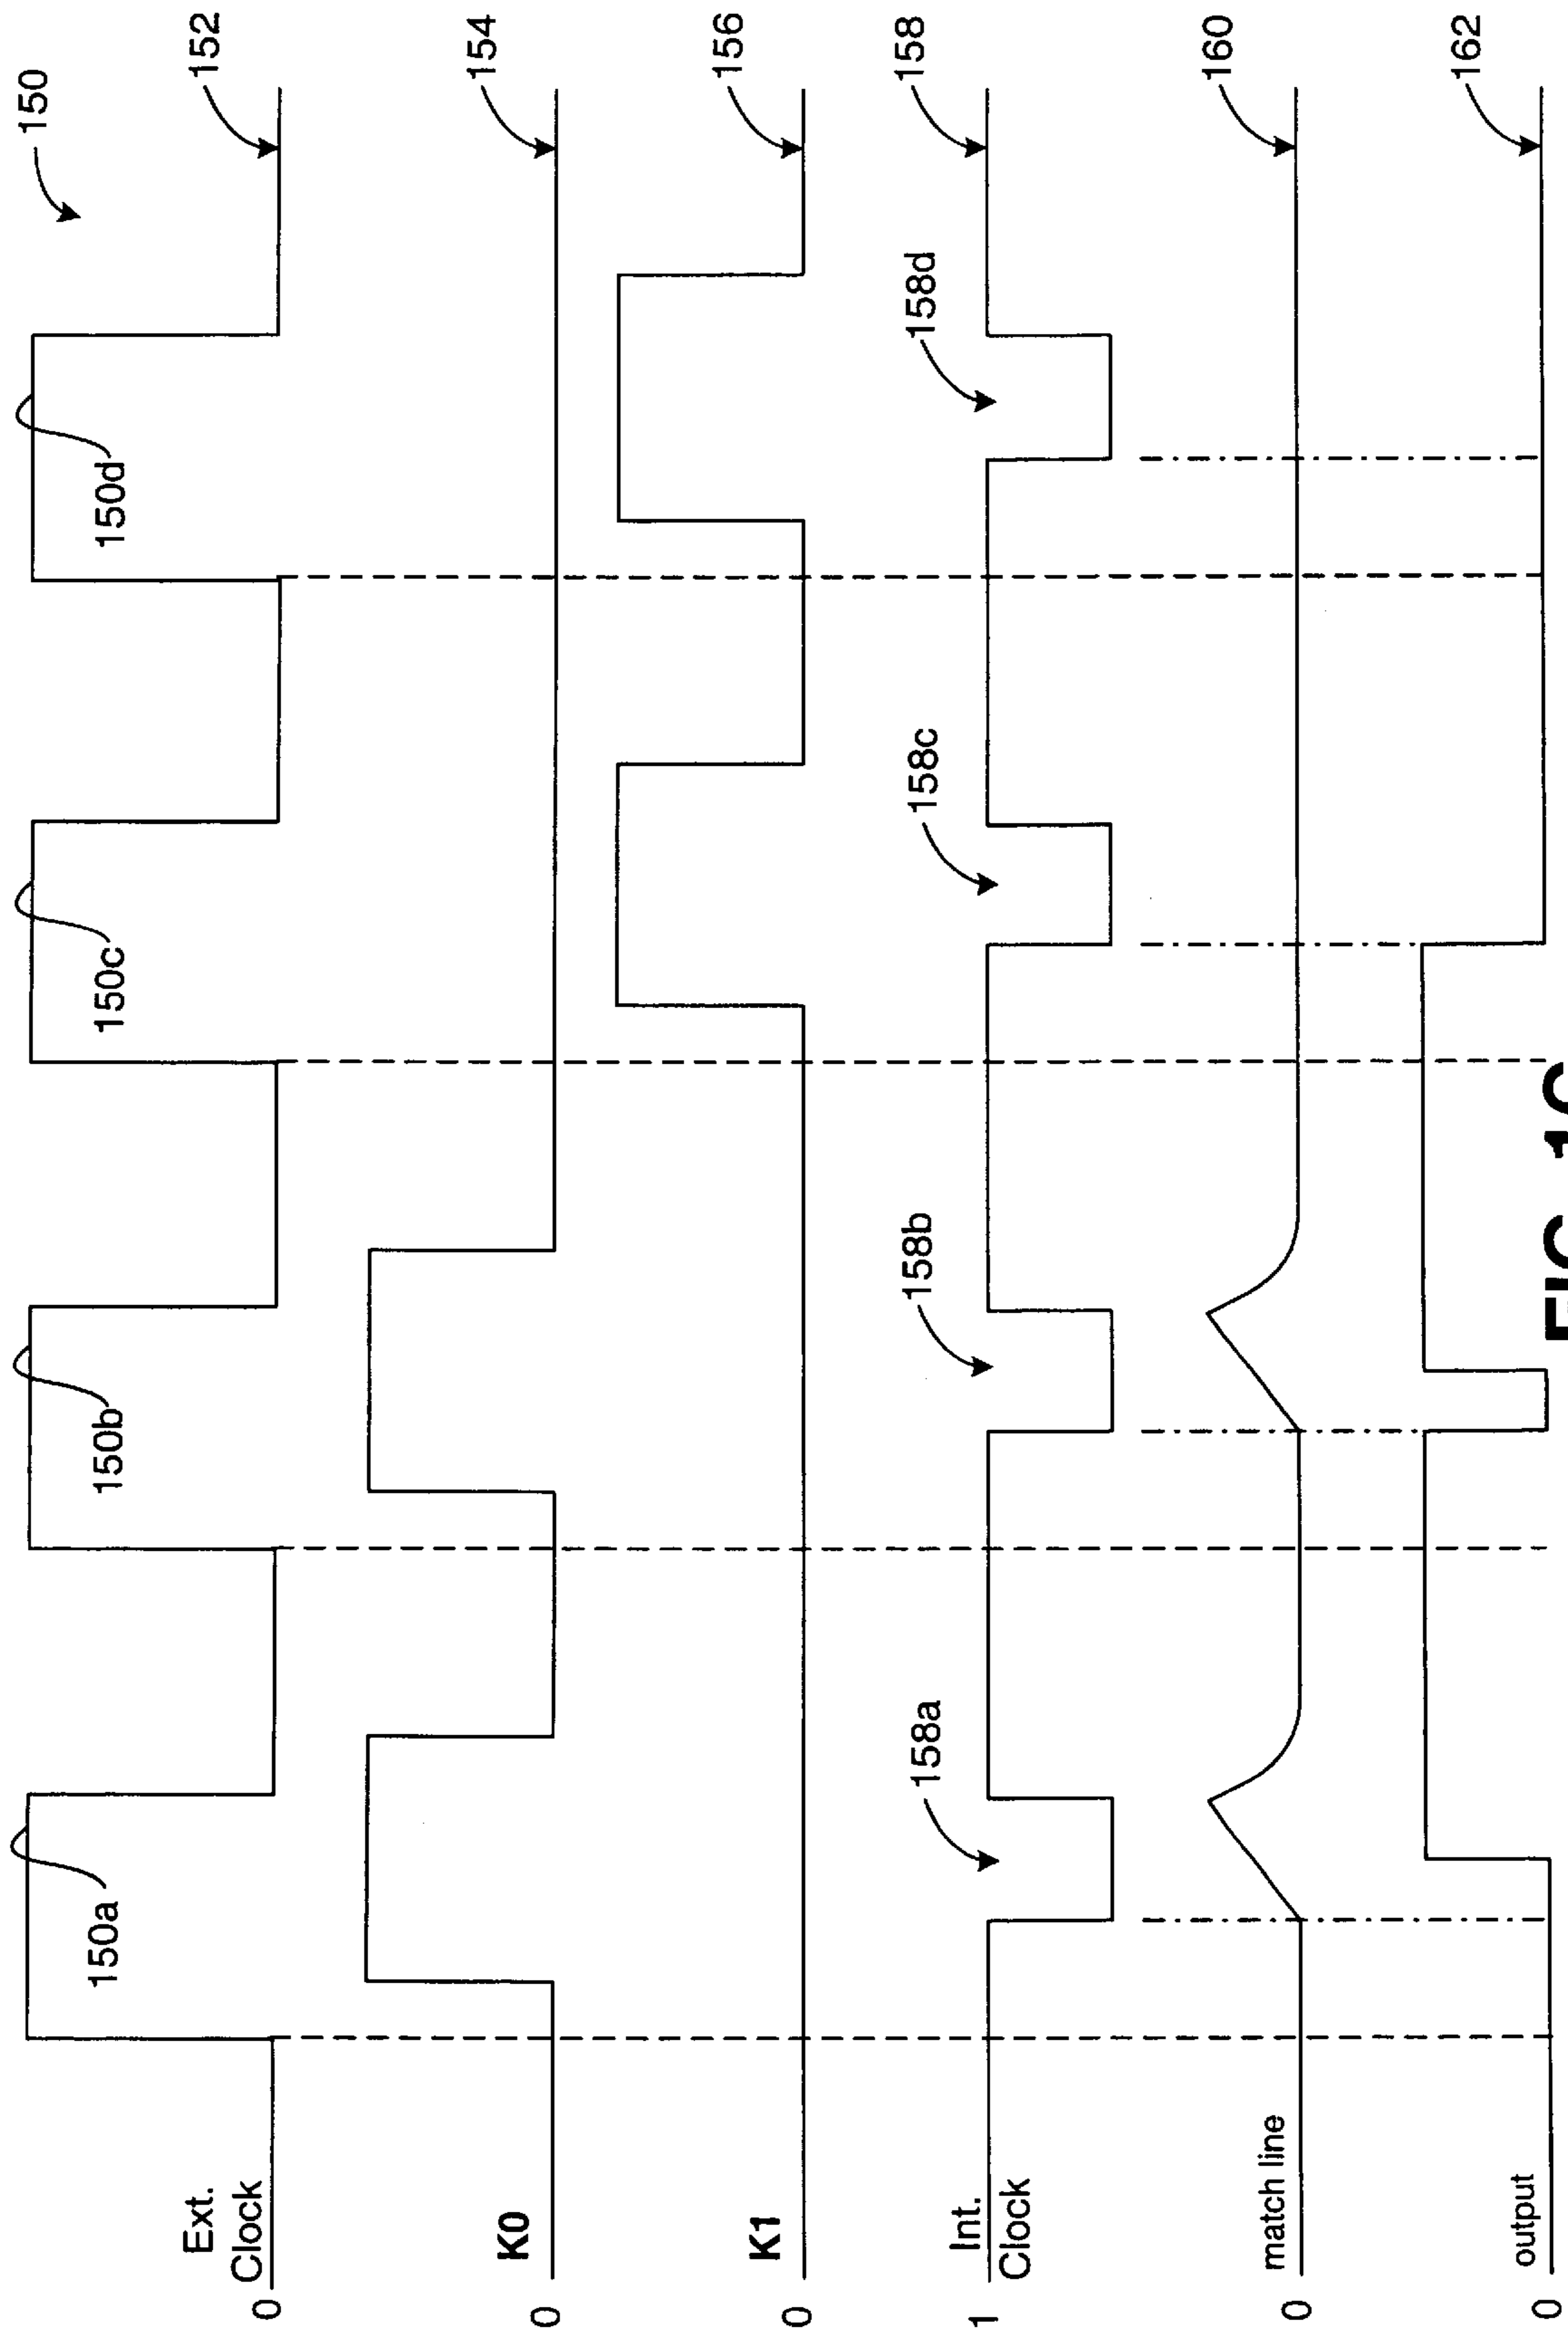 150
152
154
156
158
160
162
150a
150b
150c
150d
158a
158b
158c
158d
Ext.
Clock
0
K0
0
K1
0
Int.
Clock
1
match line
0
output
0